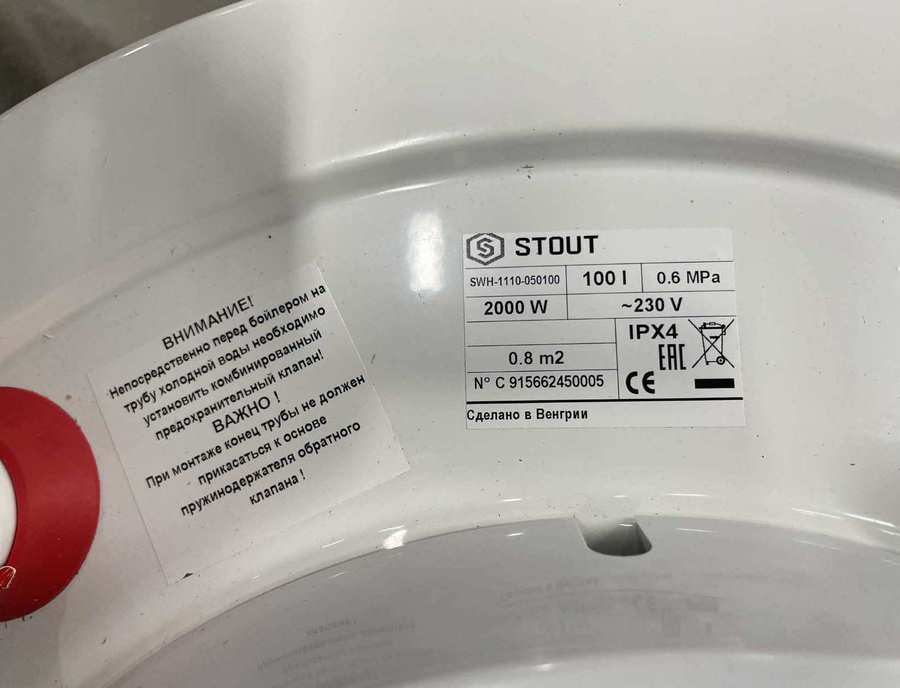 ВНИМАНИЕ!
Непосредственно перед бойлером на
трубу холодной воды необходимо
установить комбинированный
предохранительный клапан!
ВАЖНО !
При монтаже конец трубы не должен
прикасаться к основе
пружинодержателя обратного
клапана !
S STOUT
SWH-1110-050100 100 l 0.6 MPa
2000 W ~230 V
0.8 m2 IPX4
EAC
N° C 915662450005 CE
Сделано в Венгрии